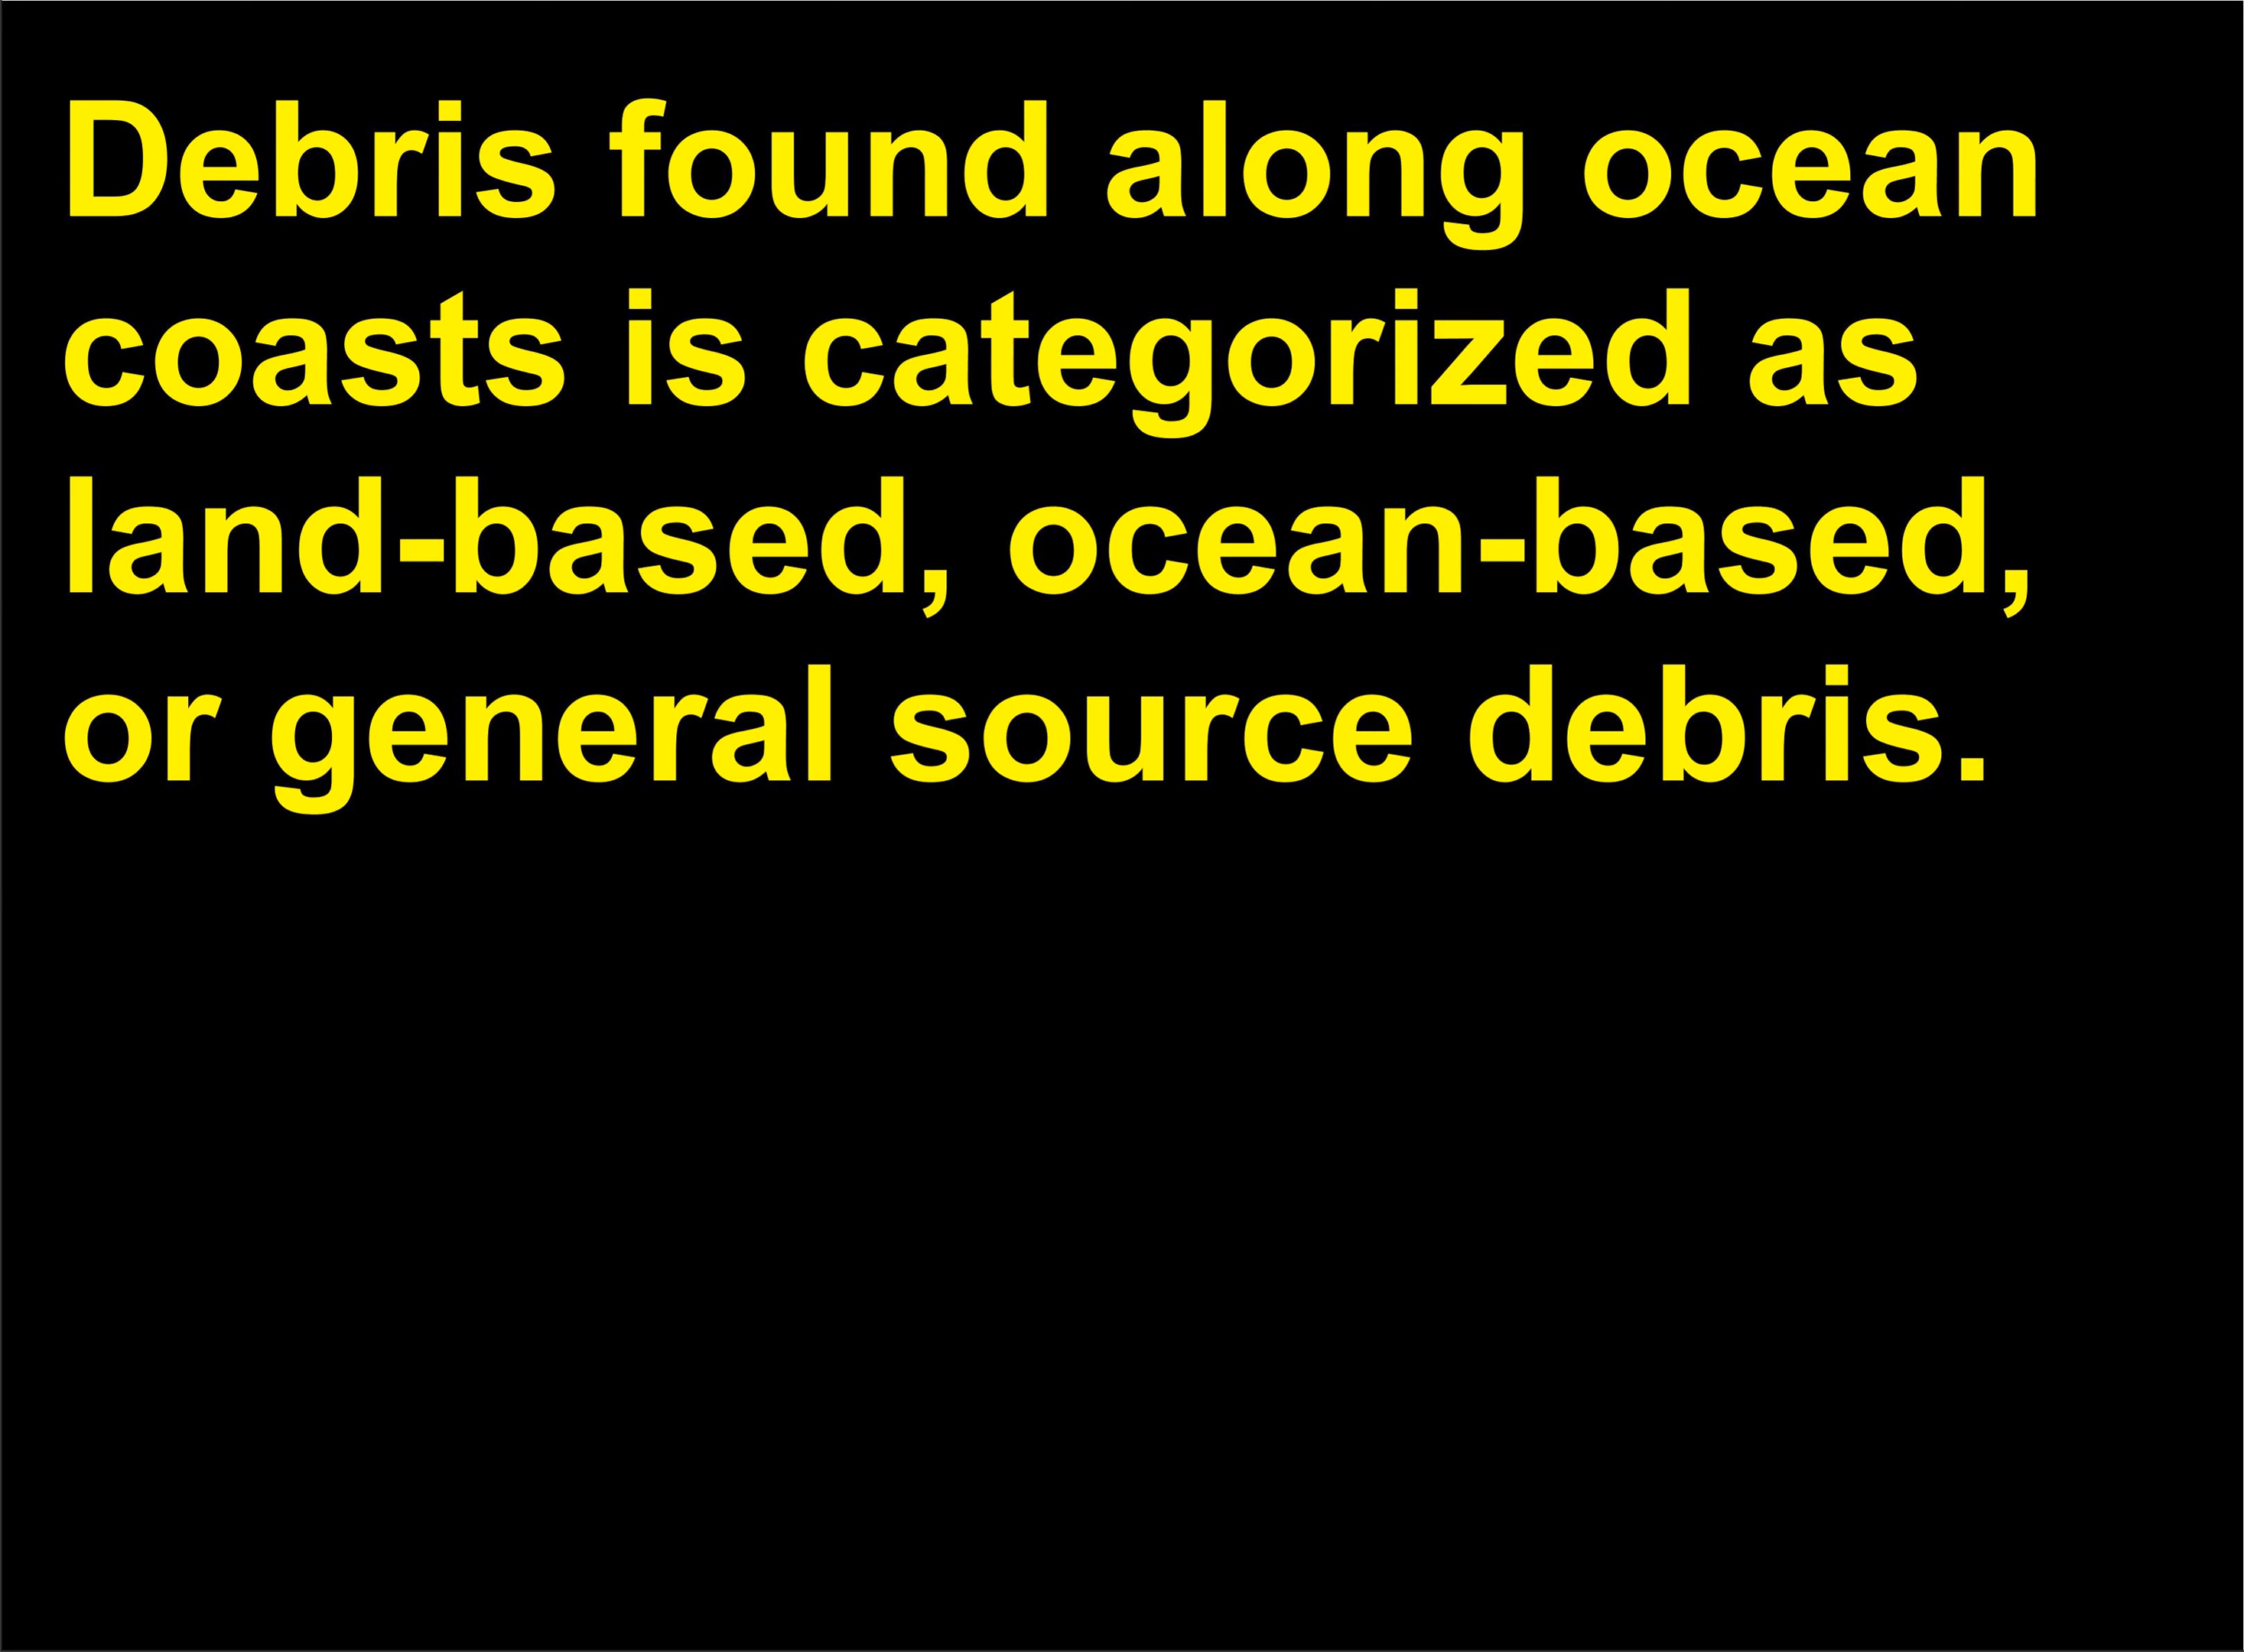 Debris found along ocean
coasts is categorized as
land-based, ocean-based,
or general source debris.